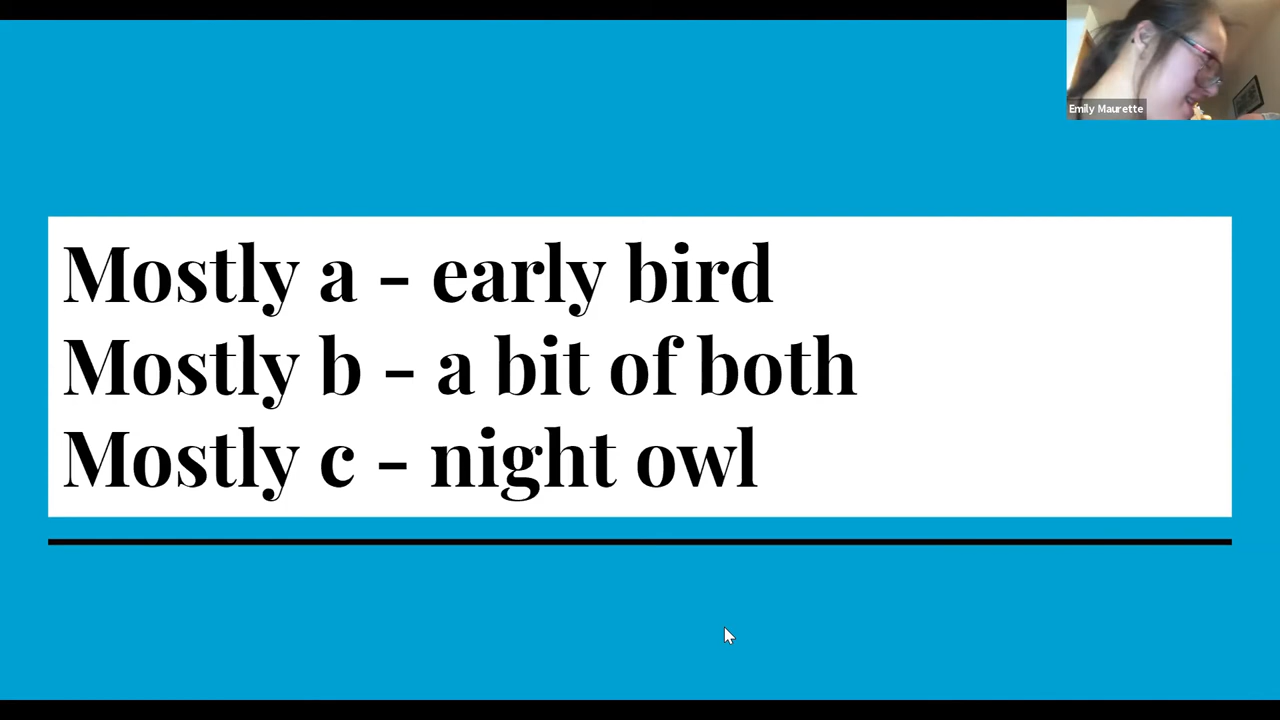 Emily Maurette
Mostly a - early bird
Mostly b - a bit of both
Mostly c - night owl